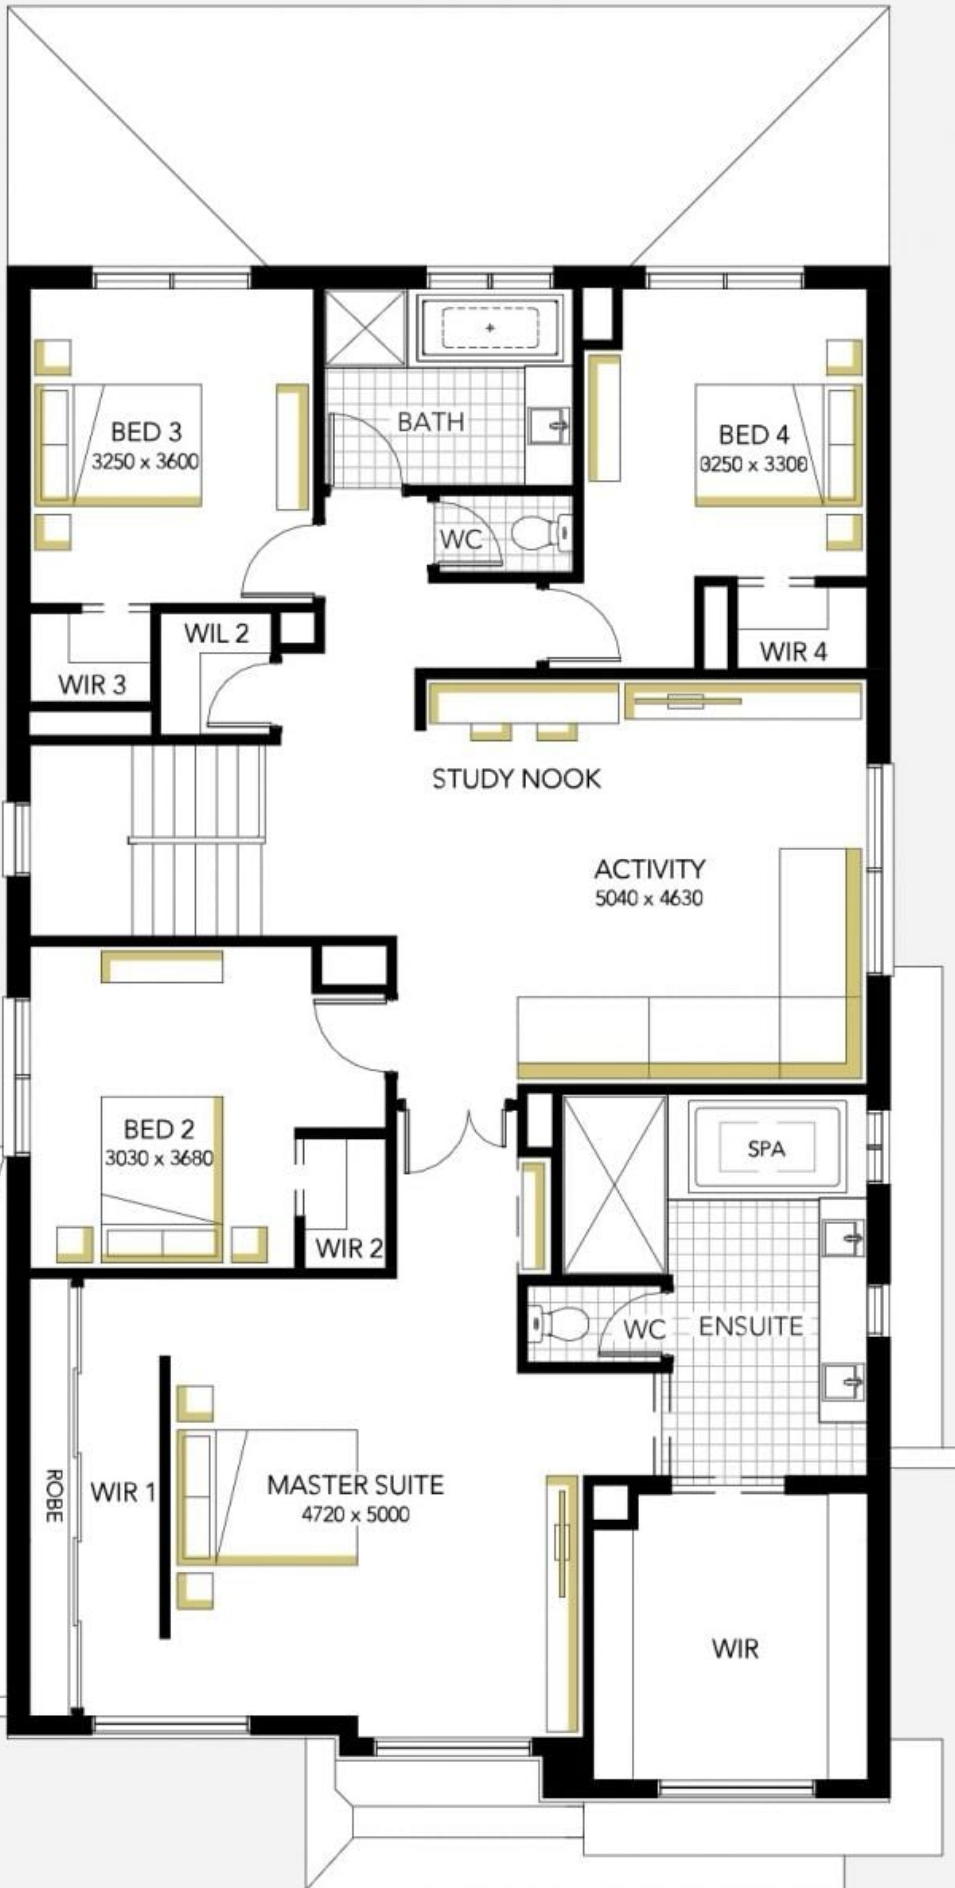 BED 3
3250 x 3600
BATH
BED 4
3250 x 3300
WC
WIL 2
WIR 4
WIR 3
STUDY NOOK
ACTIVITY
5040 x 4630
BED 2
3030 x 3680
SPA
WIR 2
WC
ENSUITE
ROBE
WIR 1
MASTER SUITE
4720 x 5000
WIR